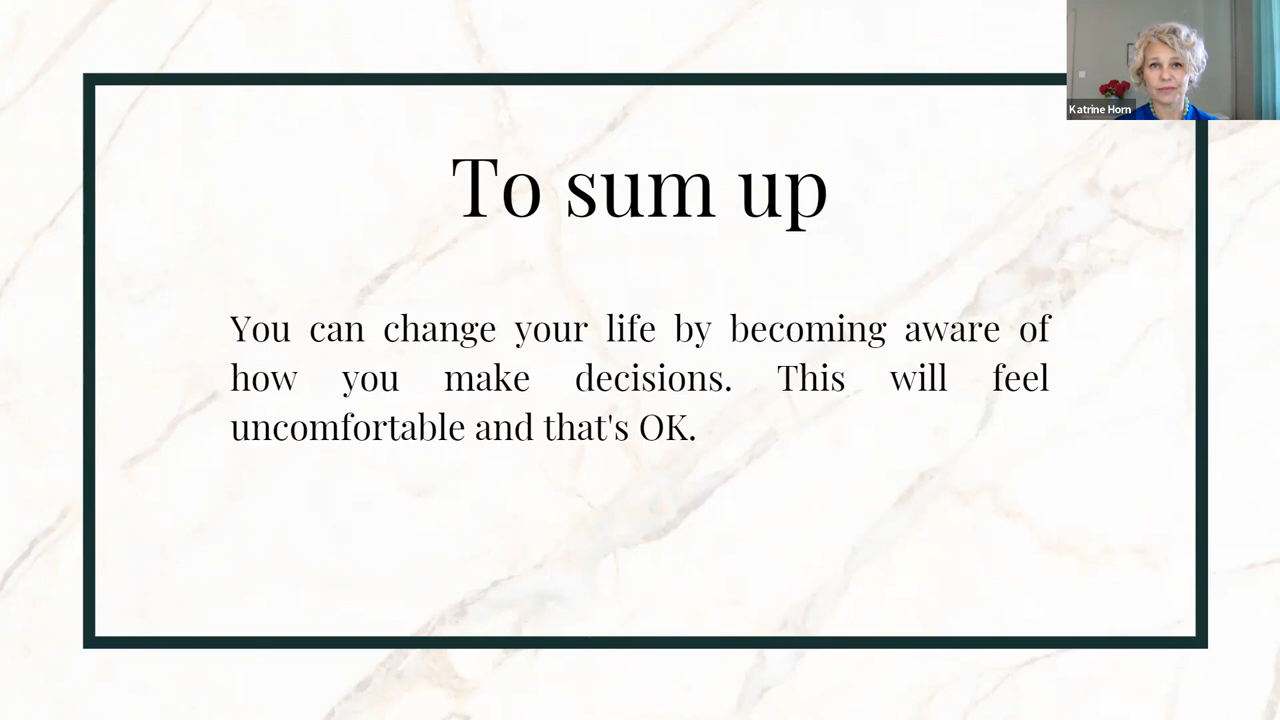 Katrine Horn
To sum up
You can change your life by becoming aware of
how you make decisions. This will feel
uncomfortable and that's OK.